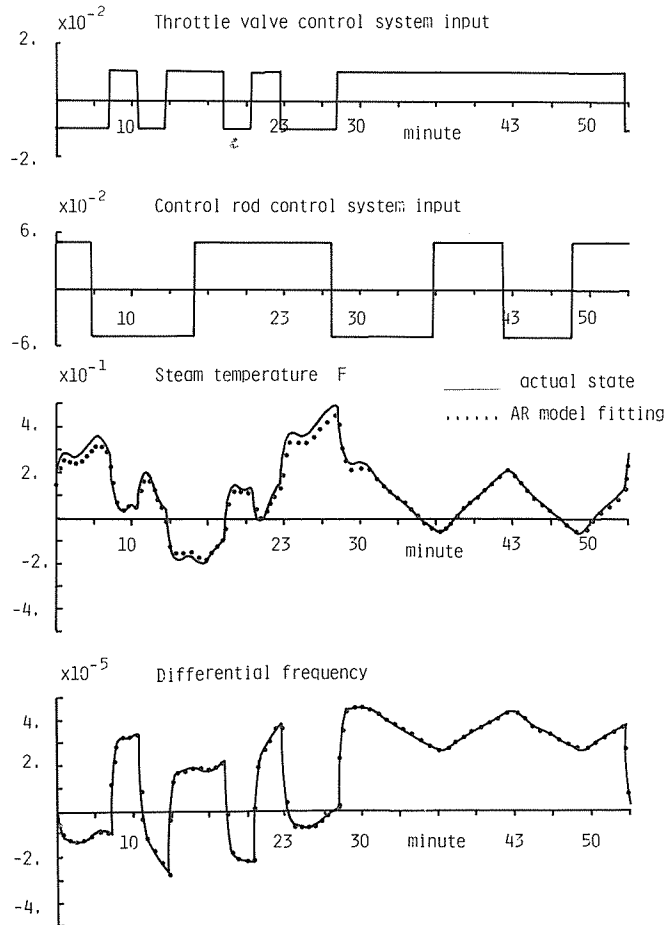 x10-2 Throttle valve control system input
2.
10 23 30 minute 43 50
-2.
x10-2 Control rod control system input
6.
10 23 30 43 50
-6.
x10-1 Steam temperature F
actual state
AR model fitting
4.
2.
10 23 30 minute 43 50
-2.
-4.
x10-5 Differential frequency
4.
2.
10 23 30 minute 43 50
-2.
-4.